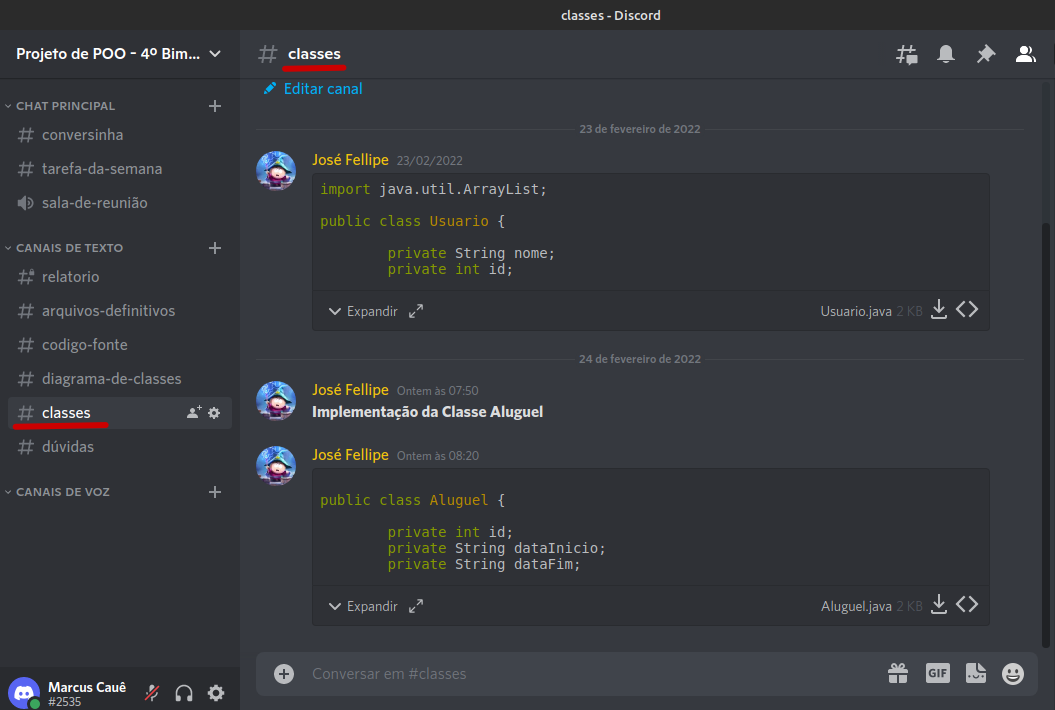 classes - Discord
Projeto de POO - 4º Bim...
classes
Editar canal
CHAT PRINCIPAL
conversinha
tarefa-da-semana
sala-de-reunião
CANAIS DE TEXTO
relatorio
arquivos-definitivos
codigo-fonte
diagrama-de-classes
classes
dúvidas
CANAIS DE VOZ
Marcus Cauê
#2535
23 de fevereiro de 2022
José Fellipe 23/02/2022
import java.util.ArrayList;
public class Usuario {
private String nome;
private int id;
Expandir
Usuario.java 2 KB
24 de fevereiro de 2022
José Fellipe Ontem às 07:50
Implementação da Classe Aluguel
José Fellipe Ontem às 08:20
public class Aluguel {
private int id;
private String dataInicio;
private String dataFim;
Expandir
Aluguel.java 2 KB
Conversar em #classes
GIF